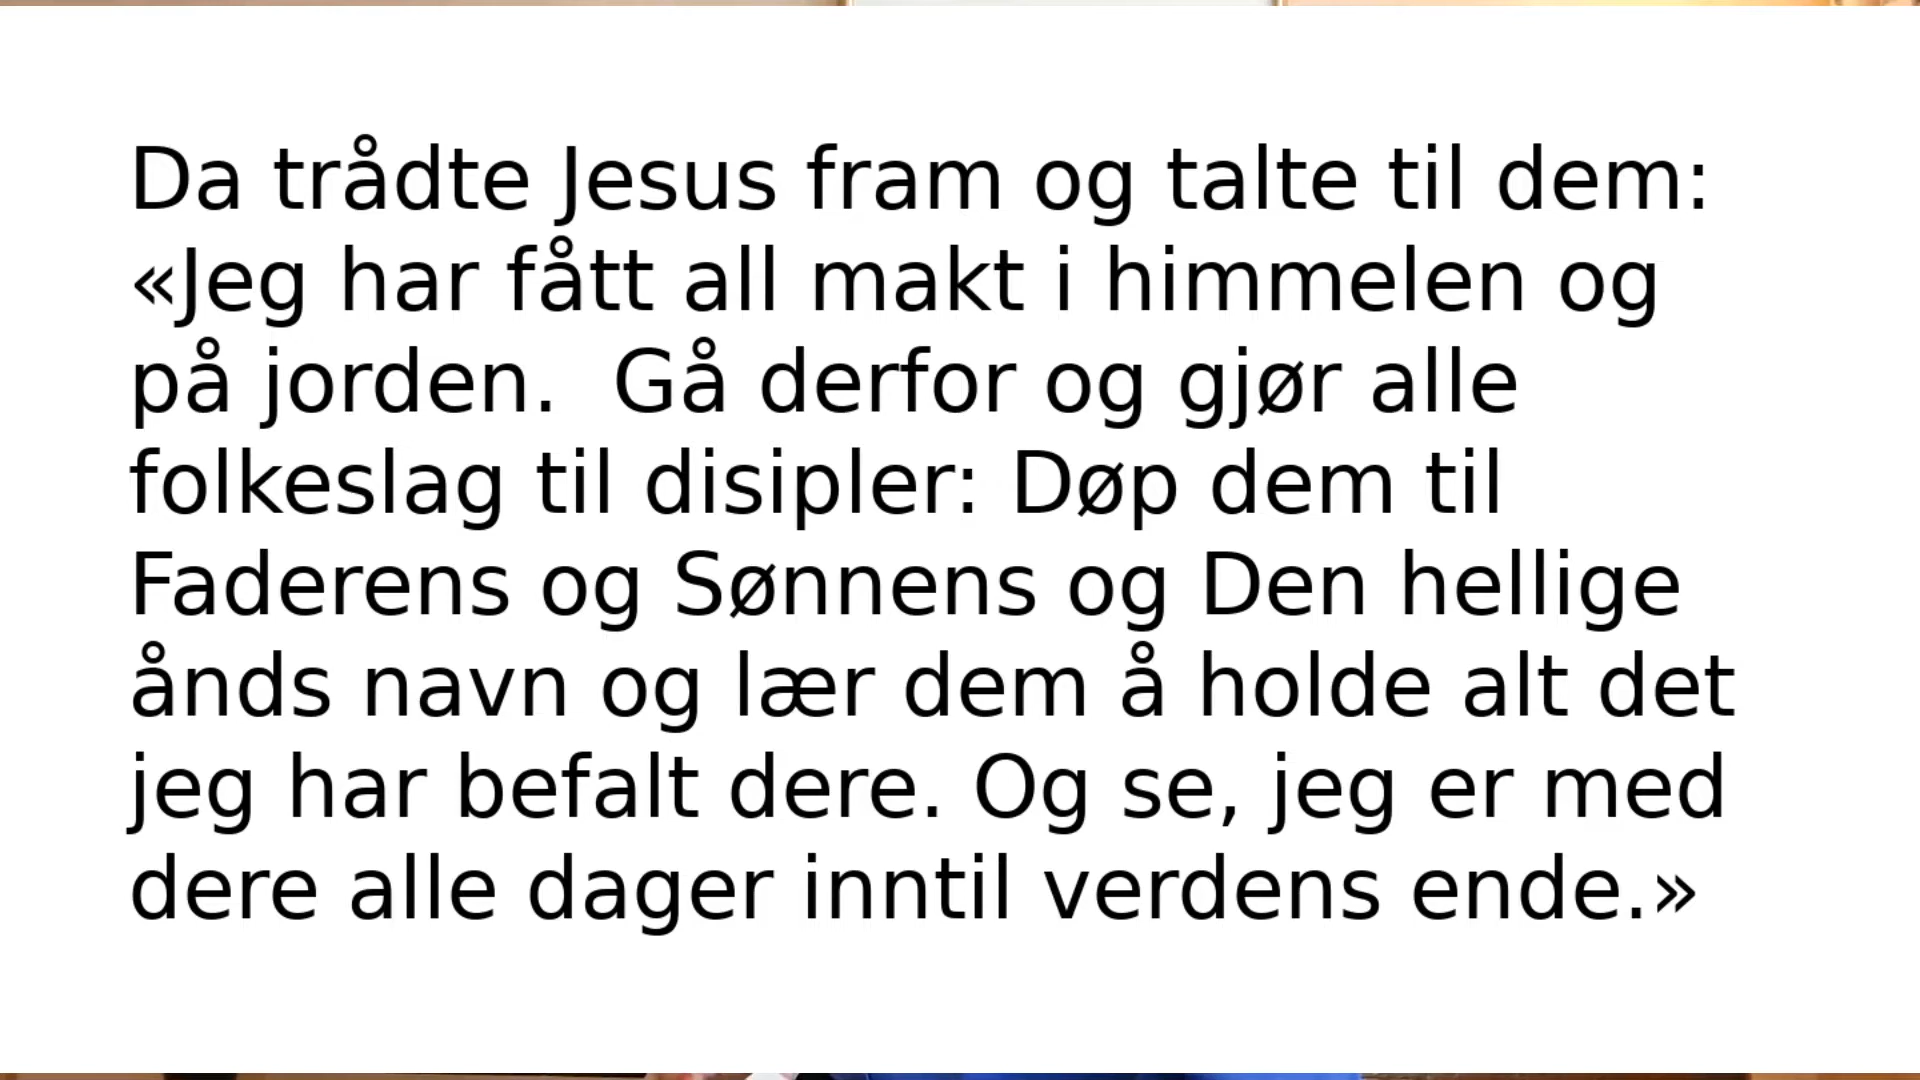 Da trådte Jesus fram og talte til dem:
«Jeg har fått all makt i himmelen og
på jorden.  Gå derfor og gjør alle
folkeslag til disipler: Døp dem til
Faderens og Sønnens og Den hellige
ånds navn og lær dem å holde alt det
jeg har befalt dere. Og se, jeg er med
dere alle dager inntil verdens ende.»